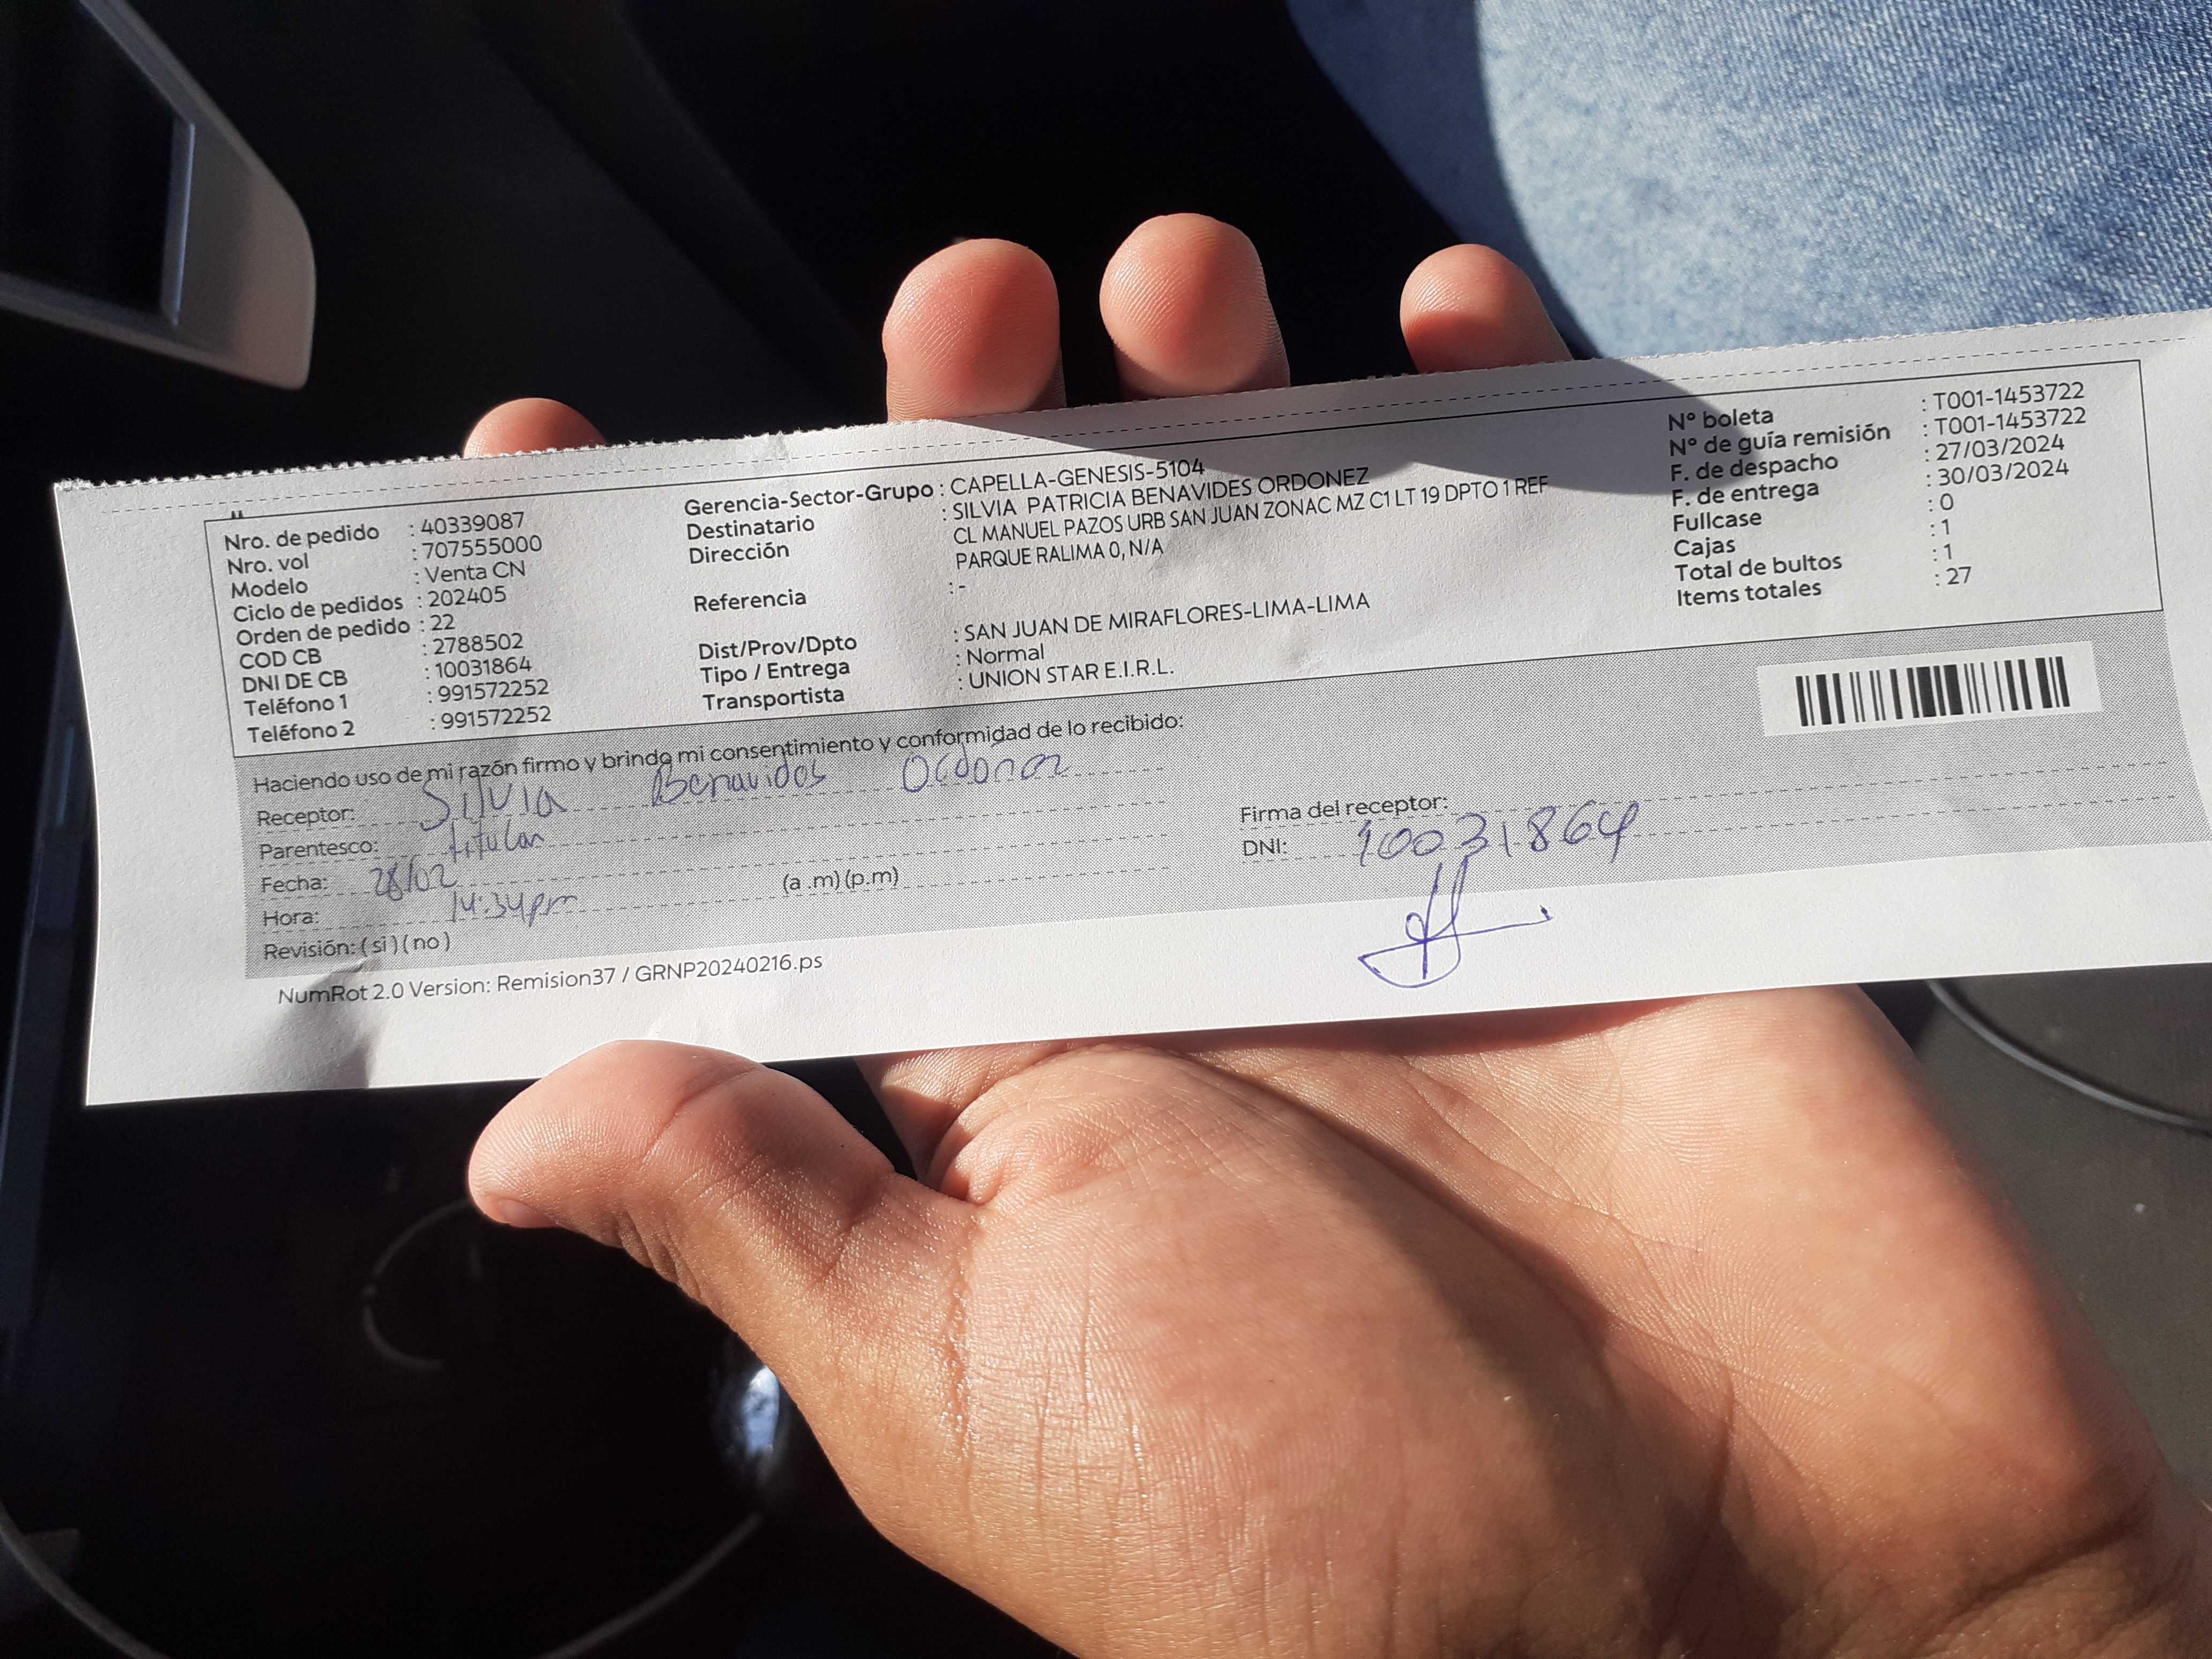 Nro. de pedido : 40339087
Nro. vol : 707555000
Modelo : Venta CN
Ciclo de pedidos : 202405
Orden de pedido : 22
COD CB : 2788502
DNI DE CB : 10031864
Teléfono 1 : 991572252
Teléfono 2 : 991572252
Gerencia-Sector-Grupo : CAPELLA-GENESIS-5104
Destinatario : SILVIA PATRICIA BENAVIDES ORDONEZ
Dirección CL MANUEL PAZOS URB SAN JUAN ZONAC MZ C1 LT 19 DPTO 1 REF
PARQUE RALIMA 0, N/A
Referencia : -
Dist/Prov/Dpto : SAN JUAN DE MIRAFLORES-LIMA-LIMA
Tipo / Entrega : Normal
Transportista : UNION STAR E.I.R.L.
Nº boleta : T001-1453722
Nº de guía remisión : T001-1453722
F. de despacho : 27/03/2024
F. de entrega : 30/03/2024
Fullcase : 0
Cajas : 1
Total de bultos : 1
Items totales : 27
Haciendo uso de mi razón firmo y brindo mi consentimiento y conformidad de lo recibido:
Receptor: Silvia Benavides Ordoñez
Parentesco: titular
Fecha: 28/02
Hora: 14:34pm (a .m) (p.m)
Revisión: ( si ) ( no )
Firma del receptor:
DNI: 10031864
NumRot 2.0 Version: Remision37 / GRNP20240216.ps